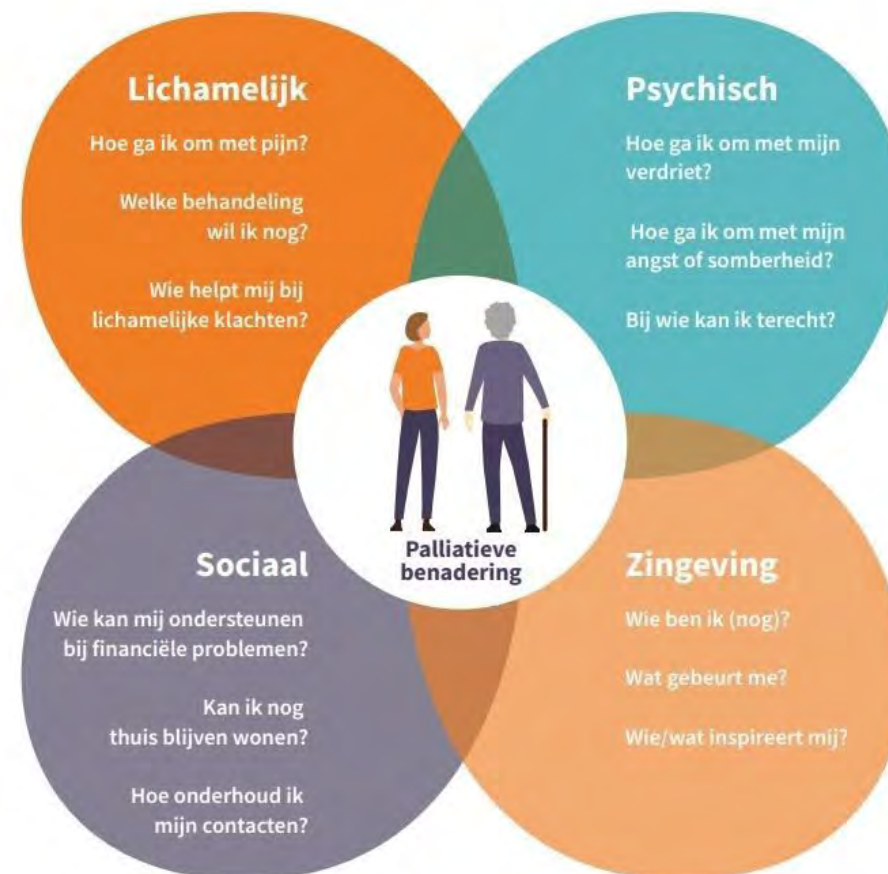 Lichamelijk
Hoe ga ik om met pijn?
Welke behandeling
wil ik nog?
Wie helpt mij bij
lichamelijke klachten?
Psychisch
Hoe ga ik om met mijn
verdriet?
Hoe ga ik om met mijn
angst of somberheid?
Bij wie kan ik terecht?
Palliatieve
benadering
Sociaal
Wie kan mij ondersteunen
bij financiële problemen?
Kan ik nog
thuis blijven wonen?
Hoe onderhoud ik
mijn contacten?
Zingeving
Wie ben ik (nog)?
Wat gebeurt me?
Wie/wat inspireert mij?